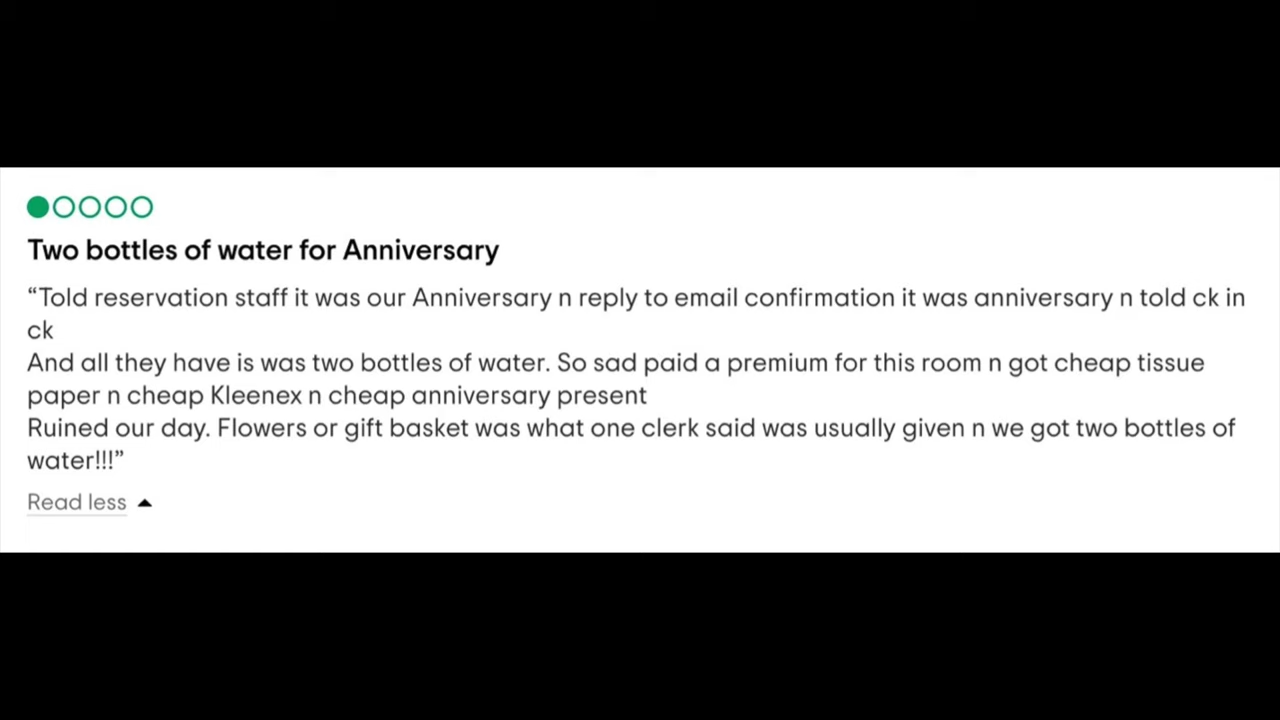 Two bottles of water for Anniversary
“Told reservation staff it was our Anniversary n reply to email confirmation it was anniversary n told ck in
ck
And all they have is was two bottles of water. So sad paid a premium for this room n got cheap tissue
paper n cheap Kleenex n cheap anniversary present
Ruined our day. Flowers or gift basket was what one clerk said was usually given n we got two bottles of
water!!!”
Read less